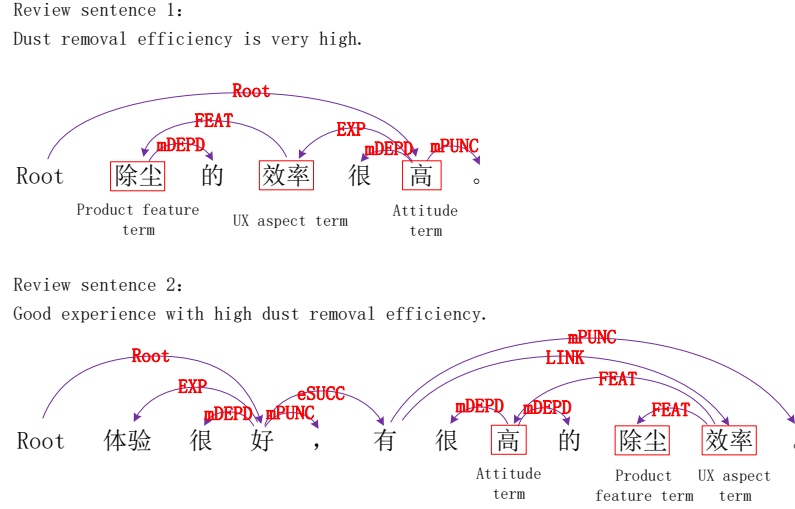 Review sentence 1:
Dust removal efficiency is very high.
Root
FEAT
EXP
mDEPD mDEPD mPUNC
Root 除尘 的 效率 很 高 。
Product feature term UX aspect term Attitude term
Review sentence 2:
Good experience with high dust removal efficiency.
mPUNC
Root LINK
EXP eSUCC FEAT
mDEPD mPUNC mDEPD mDEPD FEAT
Root 体验 很 好 , 有 很 高 的 除尘 效率 。
Attitude term Product feature term UX aspect term